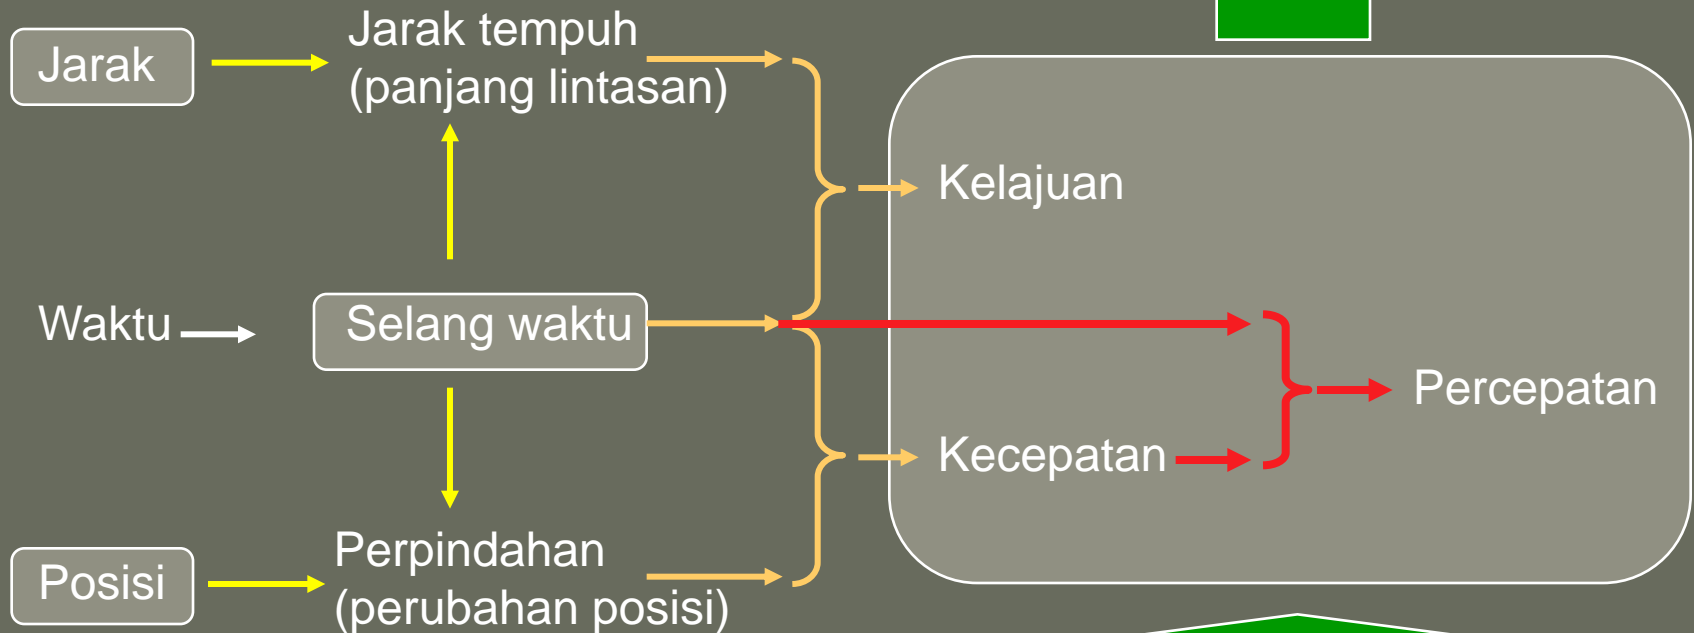 Jarak
Jarak tempuh
(panjang lintasan)
Kelajuan
Waktu
Selang waktu
Percepatan
Kecepatan
Posisi
Perpindahan
(perubahan posisi)